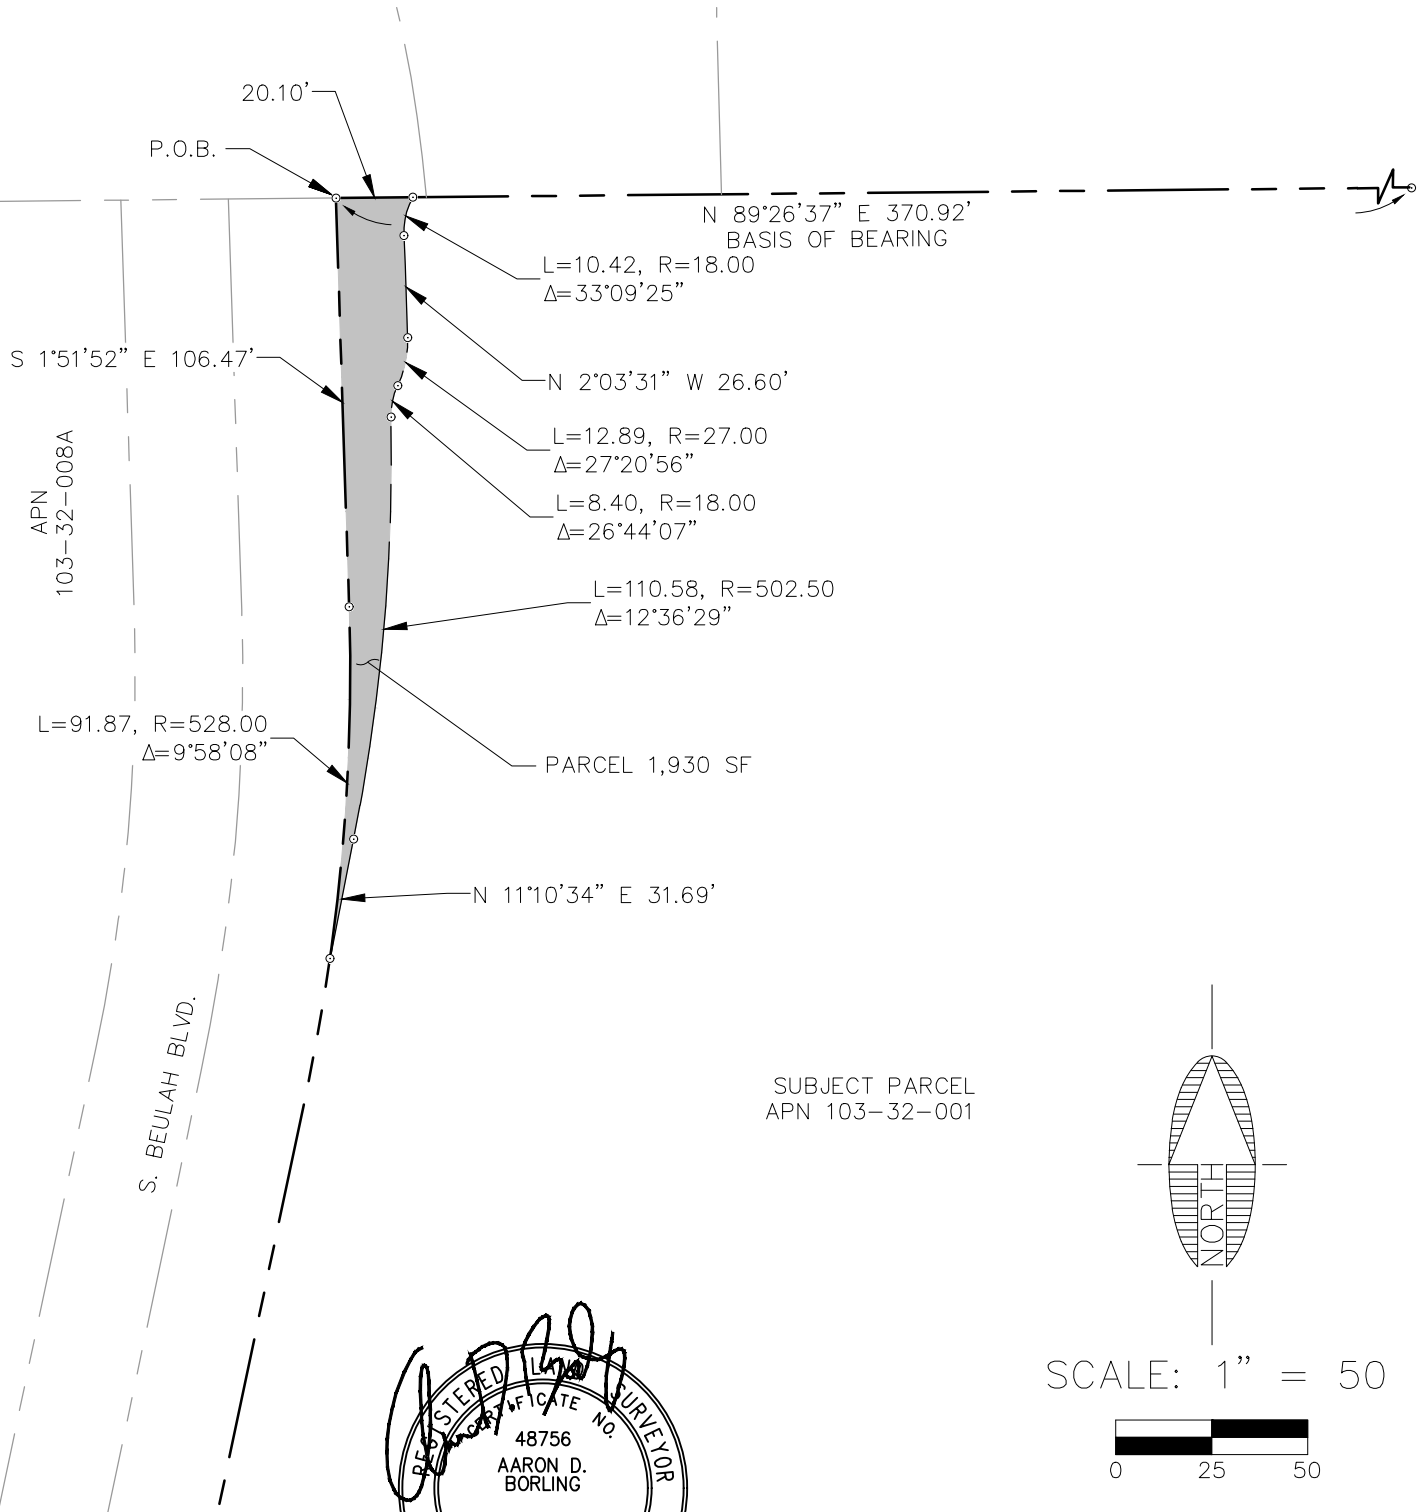 20.10'
P.O.B.
N 89°26'37" E 370.92'
BASIS OF BEARING
L=10.42, R=18.00
Δ=33°09'25"
S 1°51'52" E 106.47'
N 2°03'31" W 26.60'
APN
103-32-008A
L=12.89, R=27.00
Δ=27°20'56"
L=8.40, R=18.00
Δ=26°44'07"
L=110.58, R=502.50
Δ=12°36'29"
L=91.87, R=528.00
Δ=9°58'08"
PARCEL 1,930 SF
N 11°10'34" E 31.69'
S. BEULAH BLVD.
SUBJECT PARCEL
APN 103-32-001
NORTH
SCALE: 1" = 50
0 25 50
REGISTERED LAND SURVEYOR
CERTIFICATE NO.
48756
AARON D.
BORLING